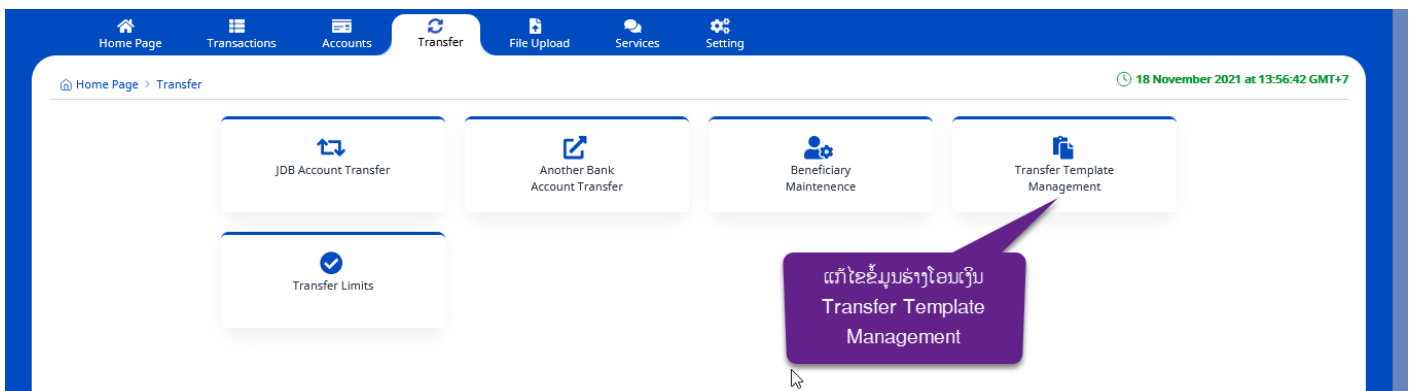 Home Page
Transactions
Accounts
Transfer
File Upload
Services
Setting
Home Page > Transfer
18 November 2021 at 13:56:42 GMT+7
JDB Account Transfer
Another Bank
Account Transfer
Beneficiary
Maintenence
Transfer Template
Management
Transfer Limits
ແກ້ໄຂຂໍ້ມູນຮ່າງໂອນເງິນ
Transfer Template
Management